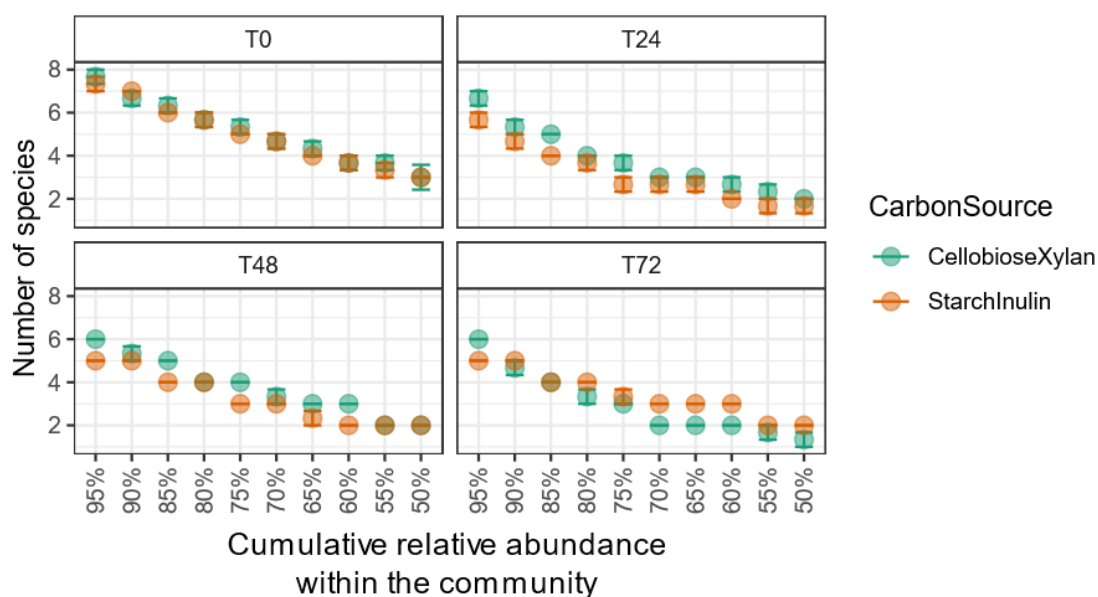 T0
T24
8
6
4
2
T48
T72
8
6
4
2
Number of species
95%
90%
85%
80%
75%
70%
65%
60%
55%
50%
95%
90%
85%
80%
75%
70%
65%
60%
55%
50%
Cumulative relative abundance
within the community
CarbonSource
CellobioseXylan
StarchInulin